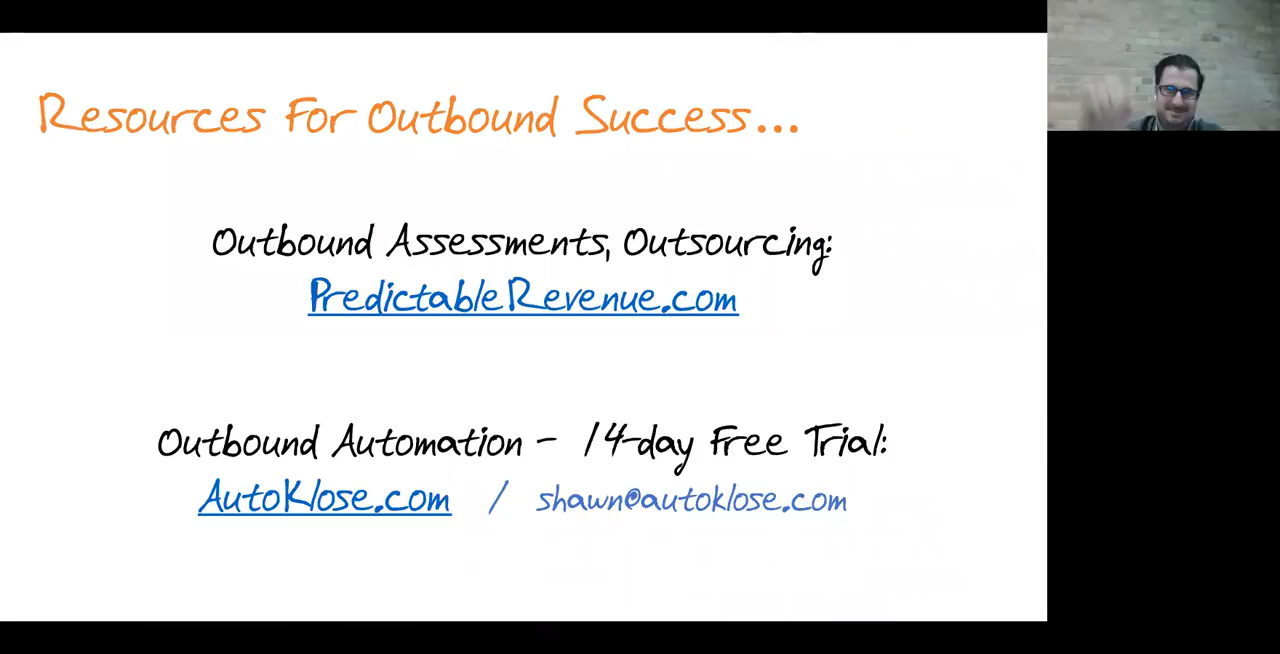 Resources For Outbound Success...
Outbound Assessments, Outsourcing:
PredictableRevenue.com
Outbound Automation - 14-day Free Trial:
AutoKlose.com / shawn@autoklose.com